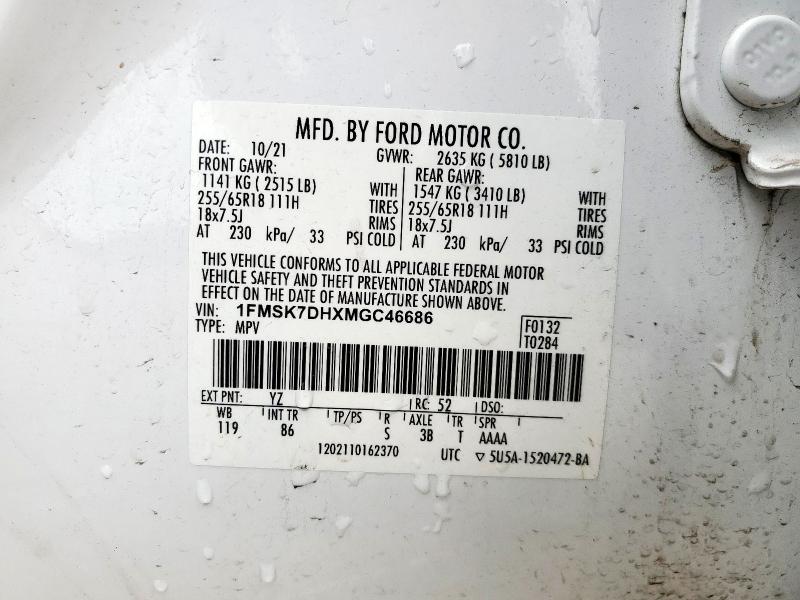 MFD. BY FORD MOTOR CO.
DATE: 10/21 GVWR: 2635 KG ( 5810 LB)
FRONT GAWR: REAR GAWR:
1141 KG ( 2515 LB) WITH 1547 KG ( 3410 LB) WITH
255/65R18 111H TIRES 255/65R18 111H TIRES
18x7.5J RIMS 18x7.5J RIMS
AT 230 kPa/ 33 PSI COLD AT 230 kPa/ 33 PSI COLD
THIS VEHICLE CONFORMS TO ALL APPLICABLE FEDERAL MOTOR
VEHICLE SAFETY AND THEFT PREVENTION STANDARDS IN
EFFECT ON THE DATE OF MANUFACTURE SHOWN ABOVE.
VIN: 1FMSK7DHXMGC46686
TYPE: MPV
F0132
T0284
EXT PNT: YZ RC: 52 DSO:
WB INT TR TP/PS R AXLE TR SPR
119 86 S 3B T AAAA
1202110162370 UTC ▽ 5U5A-1520472-BA